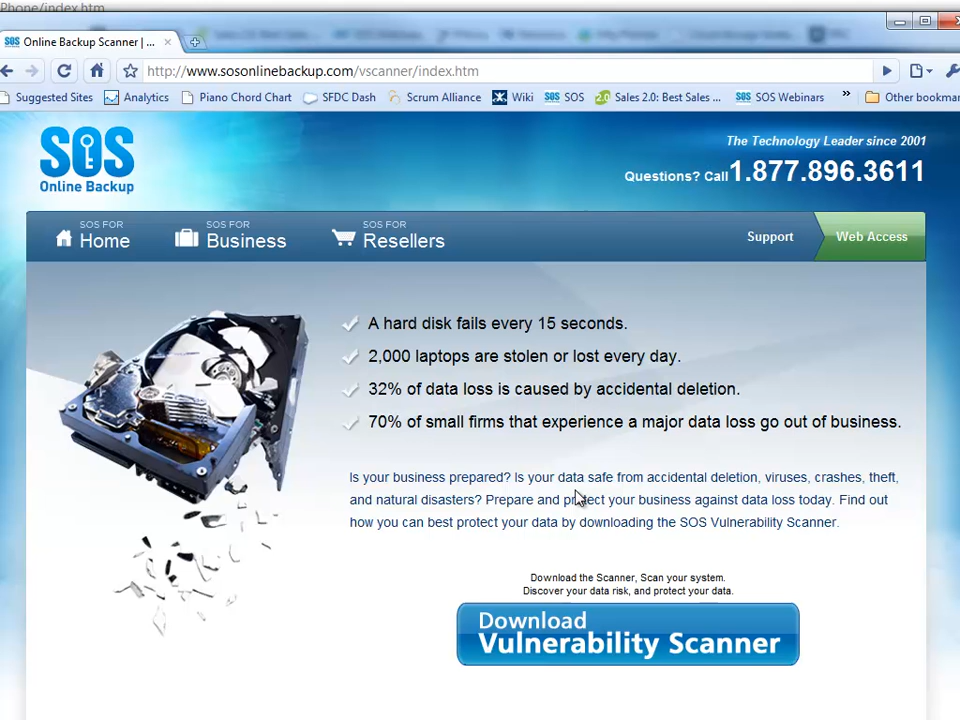 Phone/index.htm
SOS Online Backup Scanner | ...
http://www.sosonlinebackup.com/vscanner/index.htm
Suggested Sites Analytics Piano Chord Chart SFDC Dash Scrum Alliance Wiki SOS SOS 2.0 Sales 2.0: Best Sales ... SOS SOS Webinars » Other bookmar
SOS
Online Backup
The Technology Leader since 2001
Questions? Call 1.877.896.3611
SOS FOR
Home
SOS FOR
Business
SOS FOR
Resellers
Support
Web Access
A hard disk fails every 15 seconds.
2,000 laptops are stolen or lost every day.
32% of data loss is caused by accidental deletion.
70% of small firms that experience a major data loss go out of business.
Is your business prepared? Is your data safe from accidental deletion, viruses, crashes, theft,
and natural disasters? Prepare and protect your business against data loss today. Find out
how you can best protect your data by downloading the SOS Vulnerability Scanner.
Download the Scanner, Scan your system.
Discover your data risk, and protect your data.
Download
Vulnerability Scanner